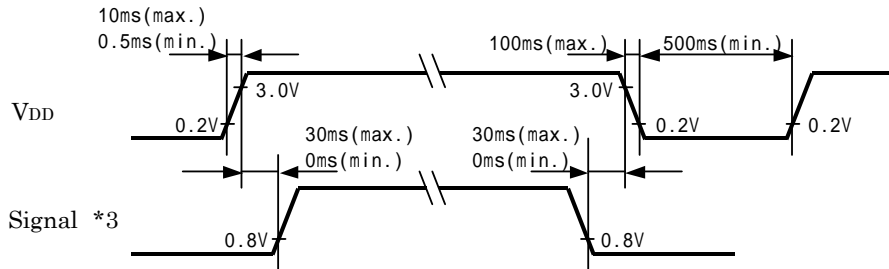 10ms(max.)
0.5ms(min.)
100ms(max.)
500ms(min.)
VDD
3.0V
3.0V
0.2V
0.2V
0.2V
30ms(max.)
0ms(min.)
30ms(max.)
0ms(min.)
Signal *3
0.8V
0.8V